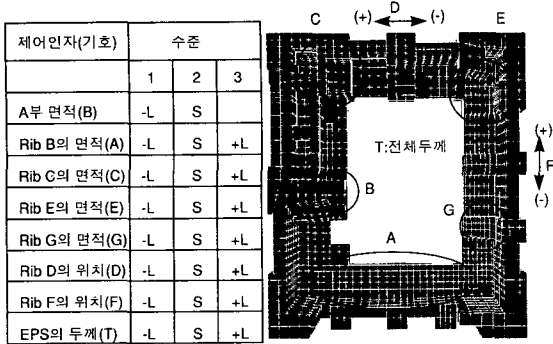 제어인자(기호) 수준
1 2 3
A부 면적(B) -L S
Rib B의 면적(A) -L S +L
Rib C의 면적(C) -L S +L
Rib E의 면적(E) -L S +L
Rib G의 면적(G) -L S +L
Rib D의 위치(D) -L S +L
Rib F의 위치(F) -L S +L
EPS의 두께(T) -L S +L
C
D
(+) (-)
E
T:전체두께
(+)
F
(-)
B
G
A